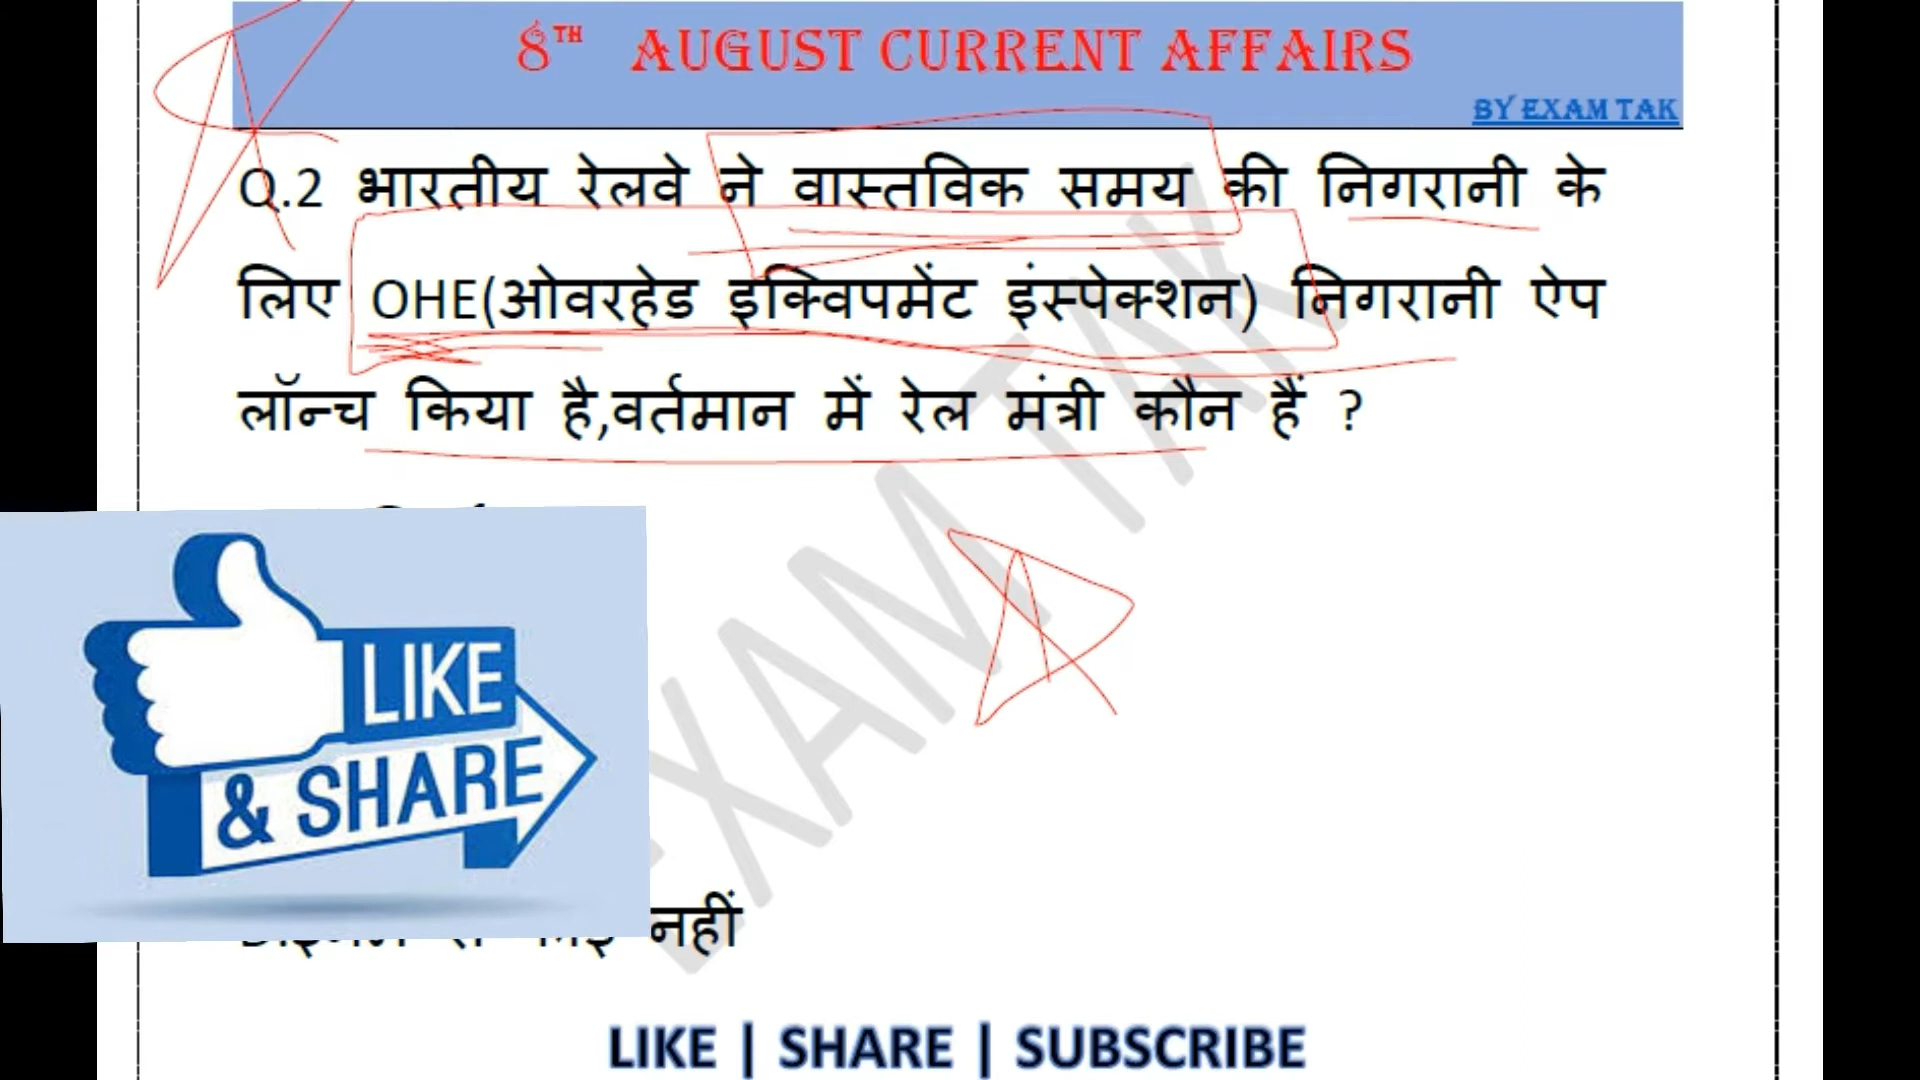 8TH AUGUST CURRENT AFFAIRS
BY EXAM TAK
Q.2 भारतीय रेलवे ने वास्तविक समय की निगरानी के
लिए OHE(ओवरहेड इक्विपमेंट इंस्पेक्शन) निगरानी ऐप
लॉन्च किया है,वर्तमान में रेल मंत्री कौन हैं ?
LIKE
& SHARE
EXAM TAK
नहीं
LIKE | SHARE | SUBSCRIBE